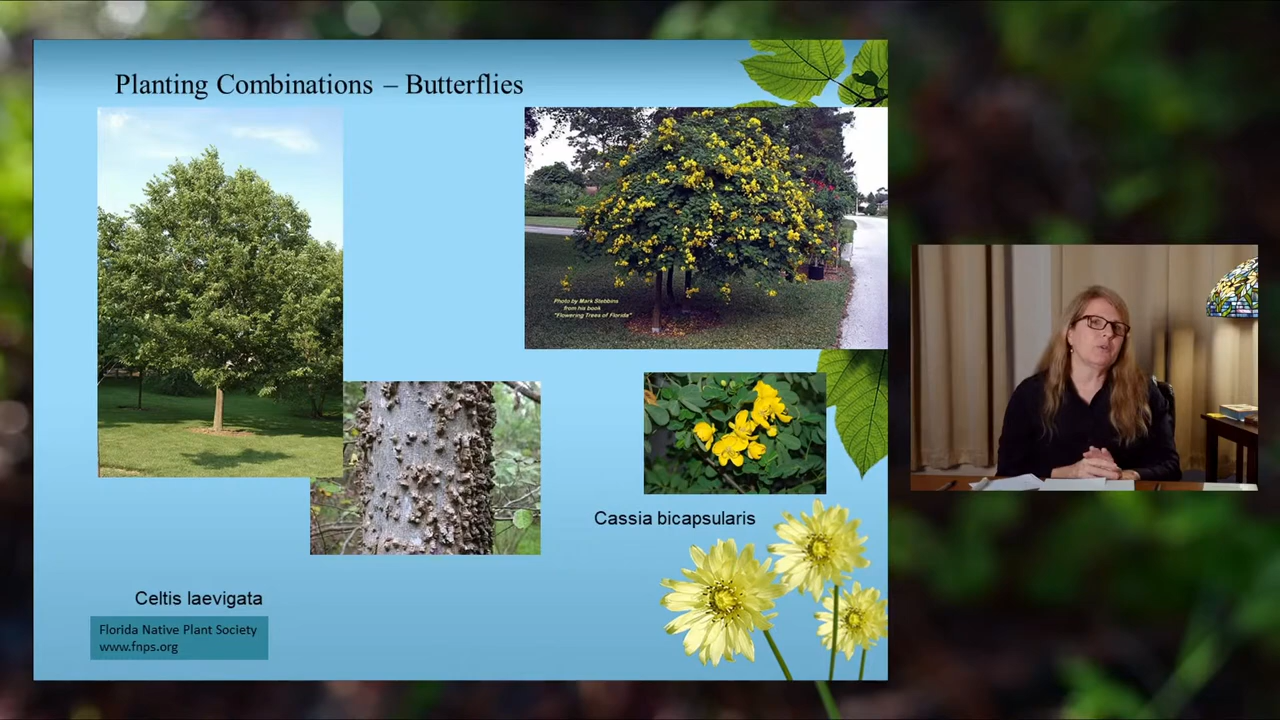 Planting Combinations – Butterflies
Photo by Mark Stebbins
from his book
"Flowering Trees of Florida"
Cassia bicapsularis
Celtis laevigata
Florida Native Plant Society
www.fnps.org